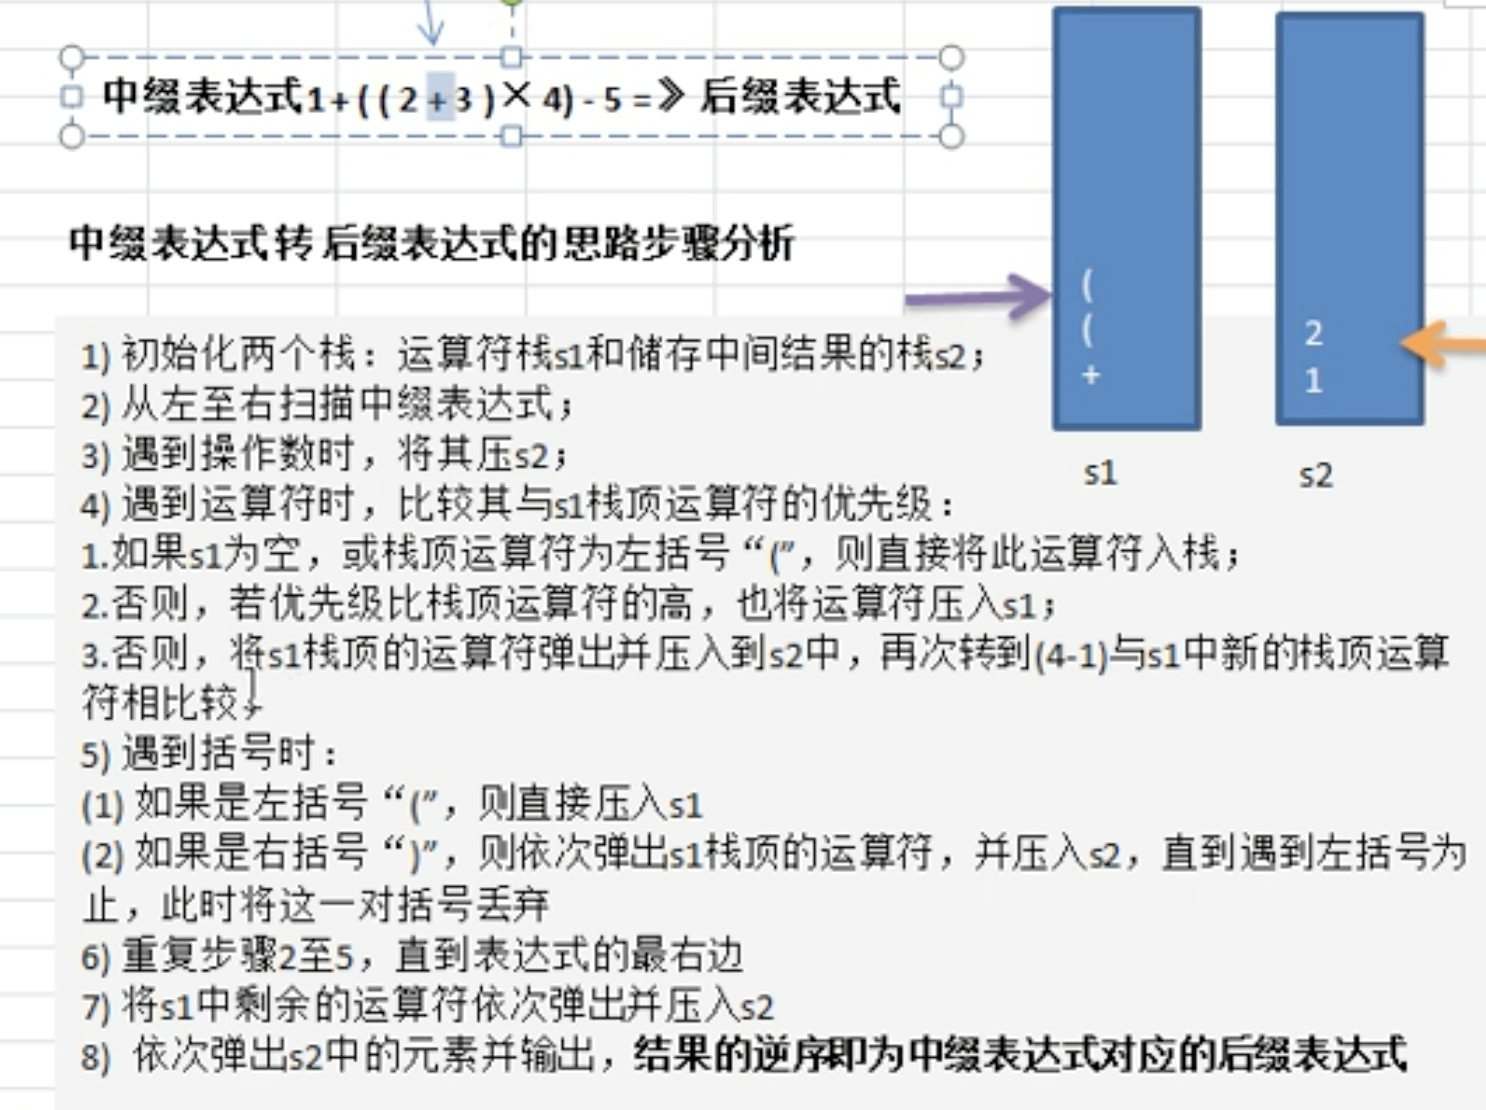 中缀表达式1+((2+3)×4)-5=》后缀表达式
中缀表达式转后缀表达式的思路步骤分析
(
(
+
s1
2
1
s2
1) 初始化两个栈：运算符栈s1和储存中间结果的栈s2；
2) 从左至右扫描中缀表达式；
3) 遇到操作数时，将其压s2；
4) 遇到运算符时，比较其与s1栈顶运算符的优先级：
1.如果s1为空，或栈顶运算符为左括号“(”，则直接将此运算符入栈；
2.否则，若优先级比栈顶运算符的高，也将运算符压入s1；
3.否则，将s1栈顶的运算符弹出并压入到s2中，再次转到(4-1)与s1中新的栈顶运算
符相比较；
5) 遇到括号时：
(1) 如果是左括号“(”，则直接压入s1
(2) 如果是右括号“)”，则依次弹出s1栈顶的运算符，并压入s2，直到遇到左括号为
止，此时将这一对括号丢弃
6) 重复步骤2至5，直到表达式的最右边
7) 将s1中剩余的运算符依次弹出并压入s2
8) 依次弹出s2中的元素并输出，结果的逆序即为中缀表达式对应的后缀表达式